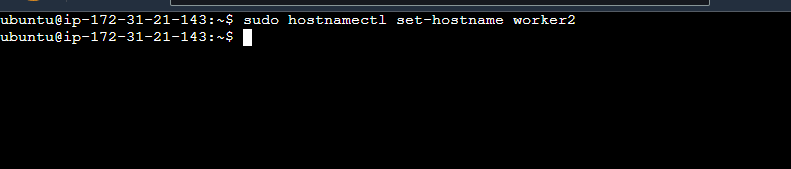 ubuntu@ip-172-31-21-143:~$ sudo hostnamectl set-hostname worker2
ubuntu@ip-172-31-21-143:~$